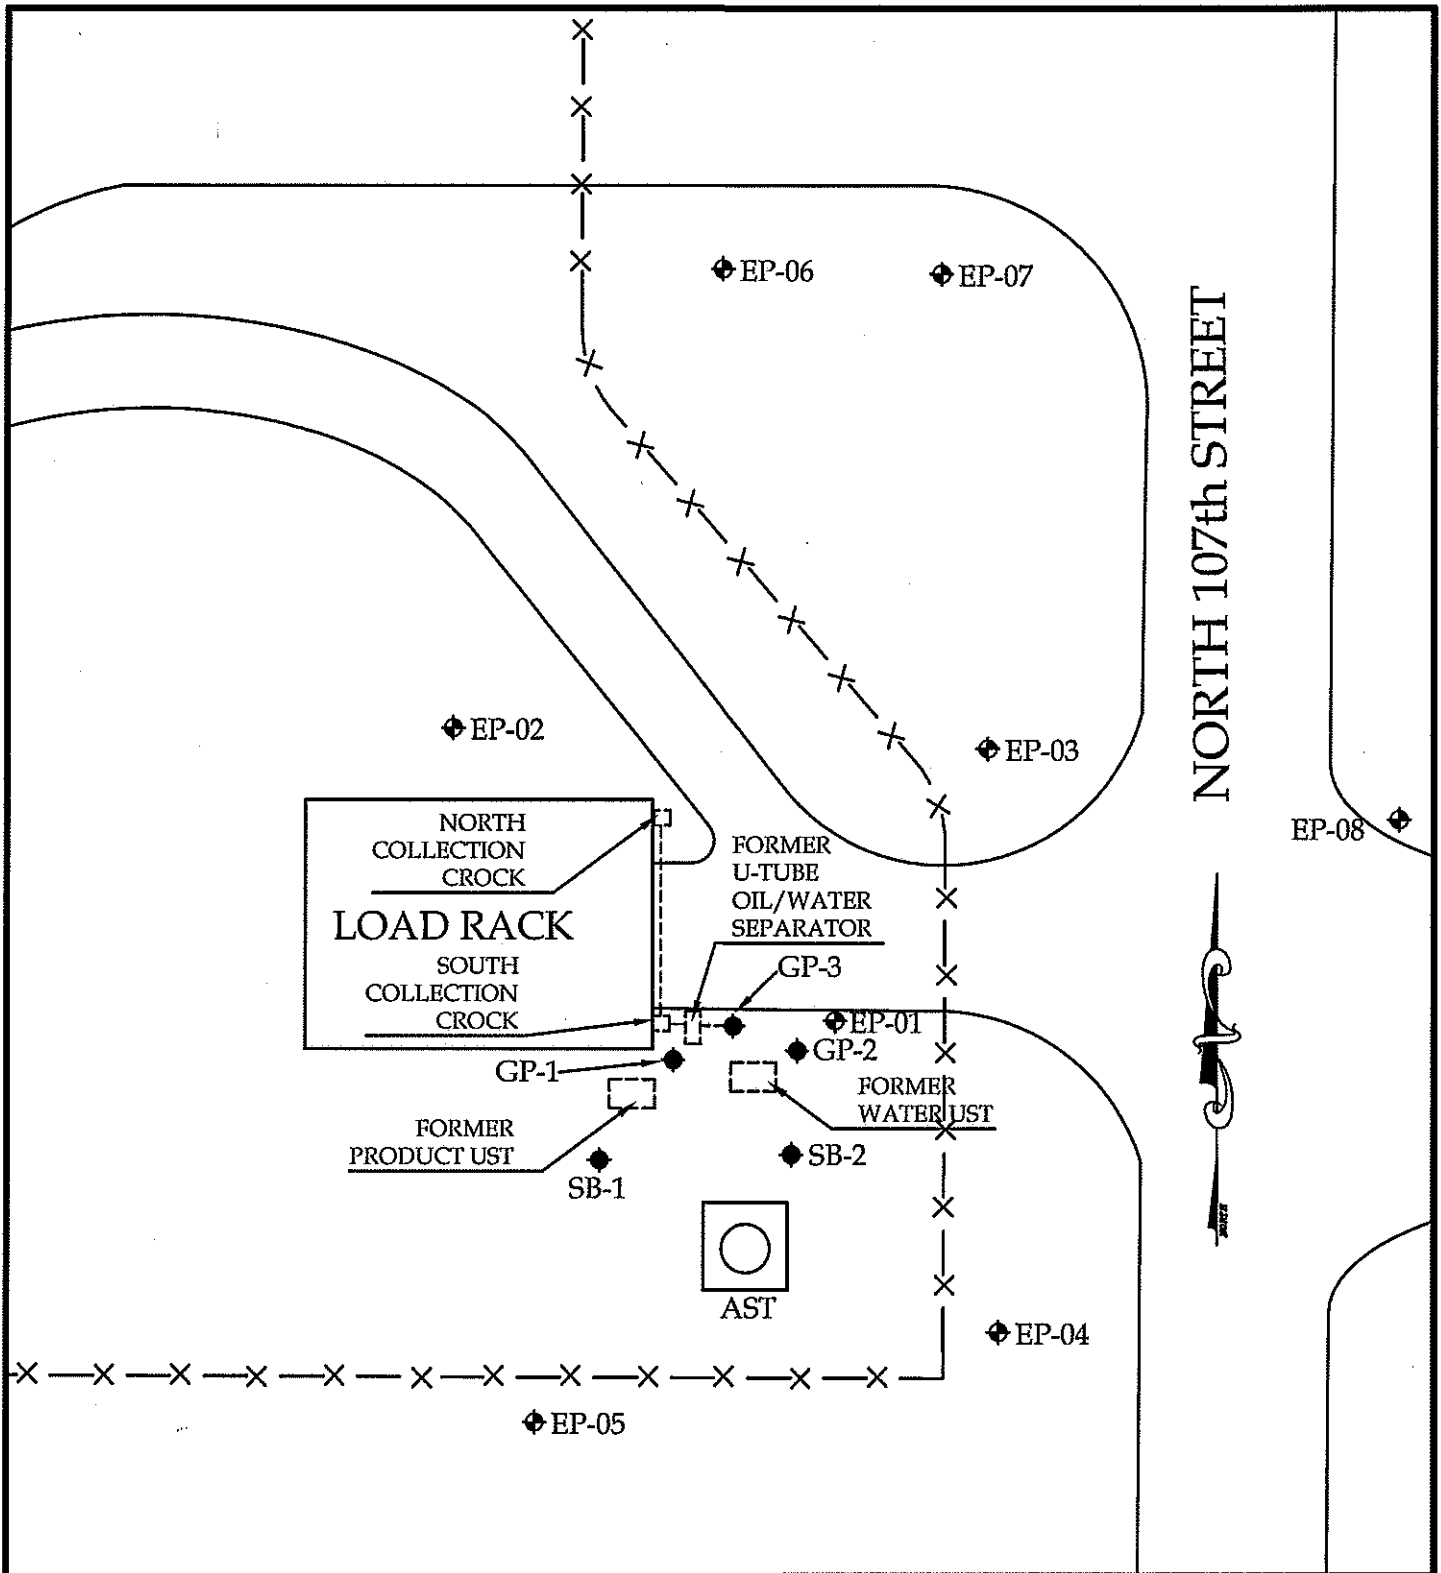 EP-06
EP-07
NORTH 107th STREET
EP-02
EP-03
EP-08
NORTH
COLLECTION
CROCK
FORMER
U-TUBE
OIL/WATER
SEPARATOR
LOAD RACK
SOUTH
COLLECTION
CROCK
GP-3
EP-01
GP-2
GP-1
FORMER
WATER UST
FORMER
PRODUCT UST
SB-2
SB-1
NORTH
AST
EP-04
EP-05